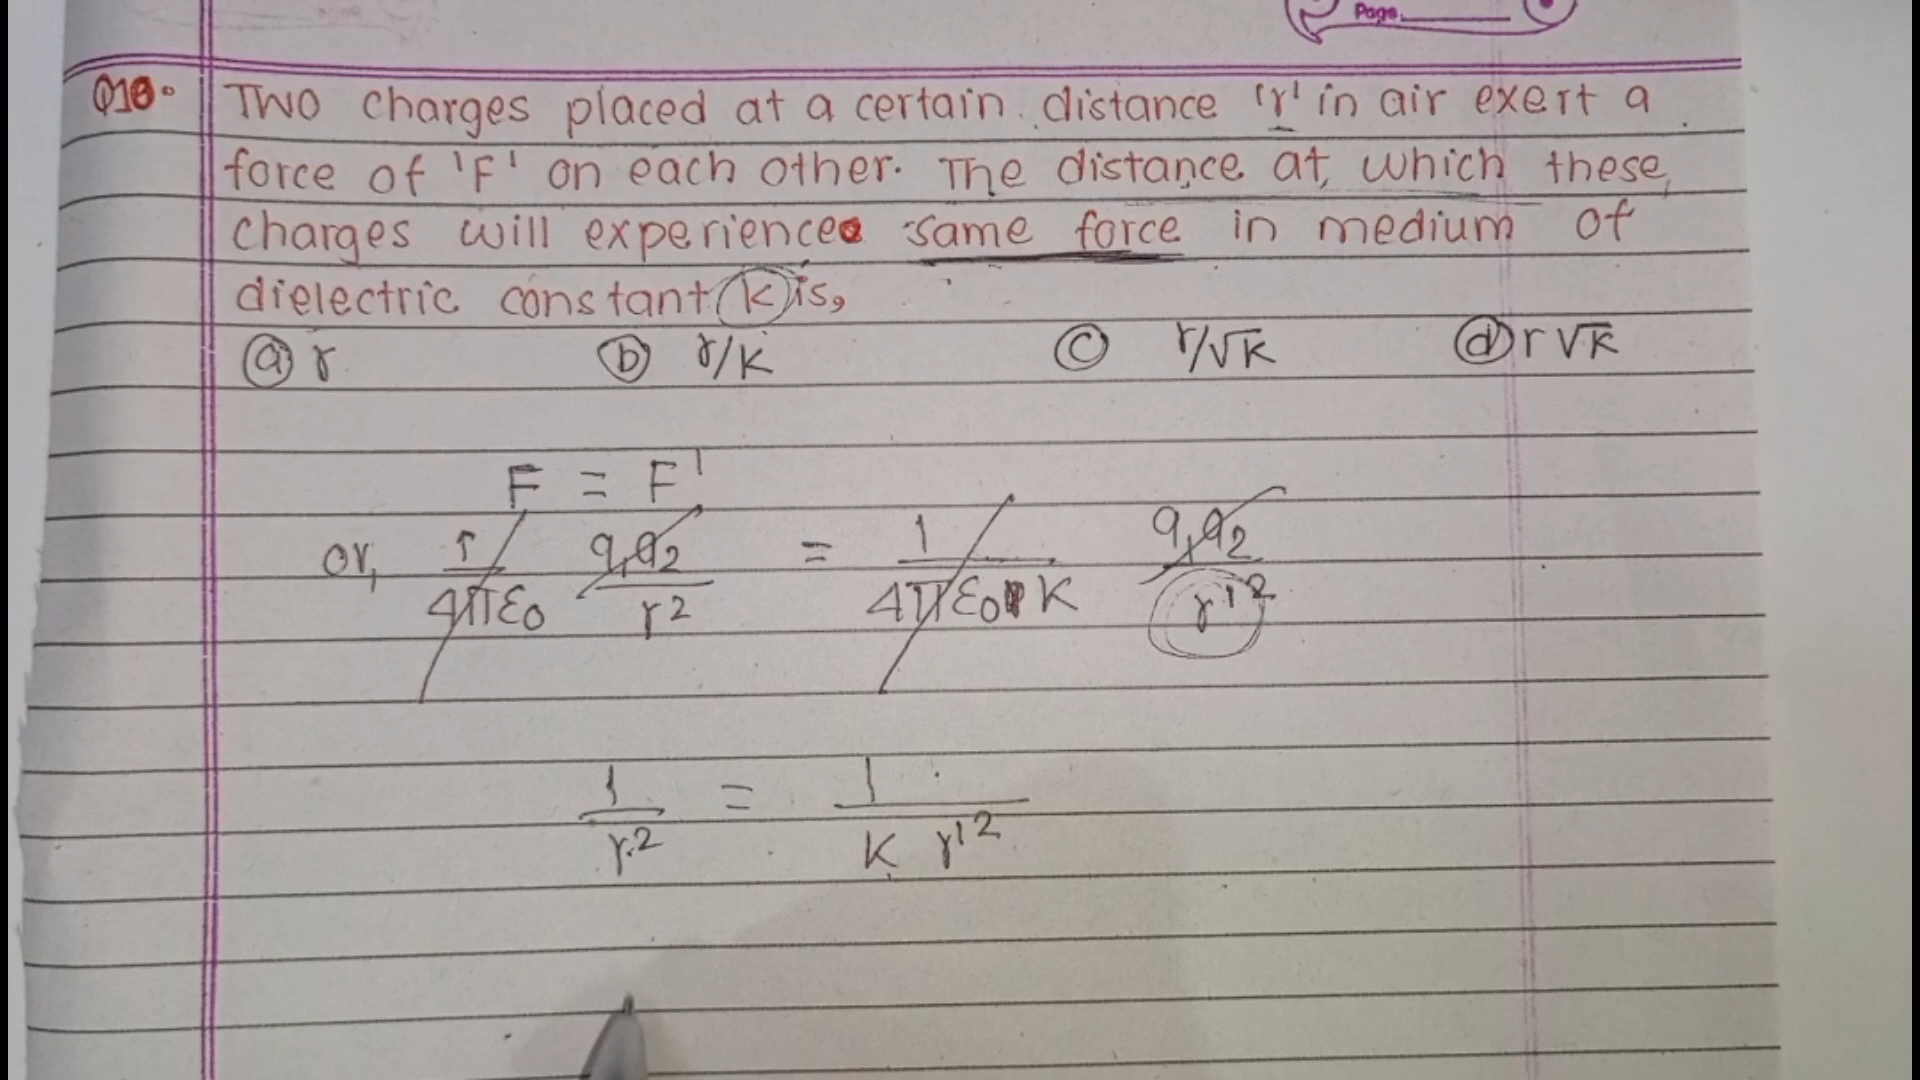 Page.
Q10. Two charges placed at a certain distance 'r' in air exert a
force of 'F' on each other. The distance at which these
charges will experience same force in medium of
dielectric constant K is,
(a) r (b) r/K (c) r/√K (d) r√K
F = F'
or, 1/4πε0 q1q2/r2 = 1/4πε0 K q1q2/r'2
1/r2 = 1/K r'2